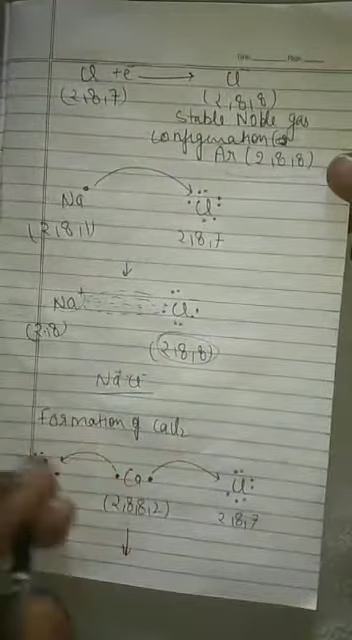 Cl + e⁻ ⟶ Cl⁻
(2,8,7) (2,8,8)
Stable Noble gas
Configuration
Ar (2,8,8)
Na Cl
(2,8,1) 2,8,7
↓
Na⁺ Cl
(2,8) (2,8,8)
Na⁺Cl⁻
Formation of CaCl₂
Ca Cl
(2,8,8,2) 2,8,7
↓